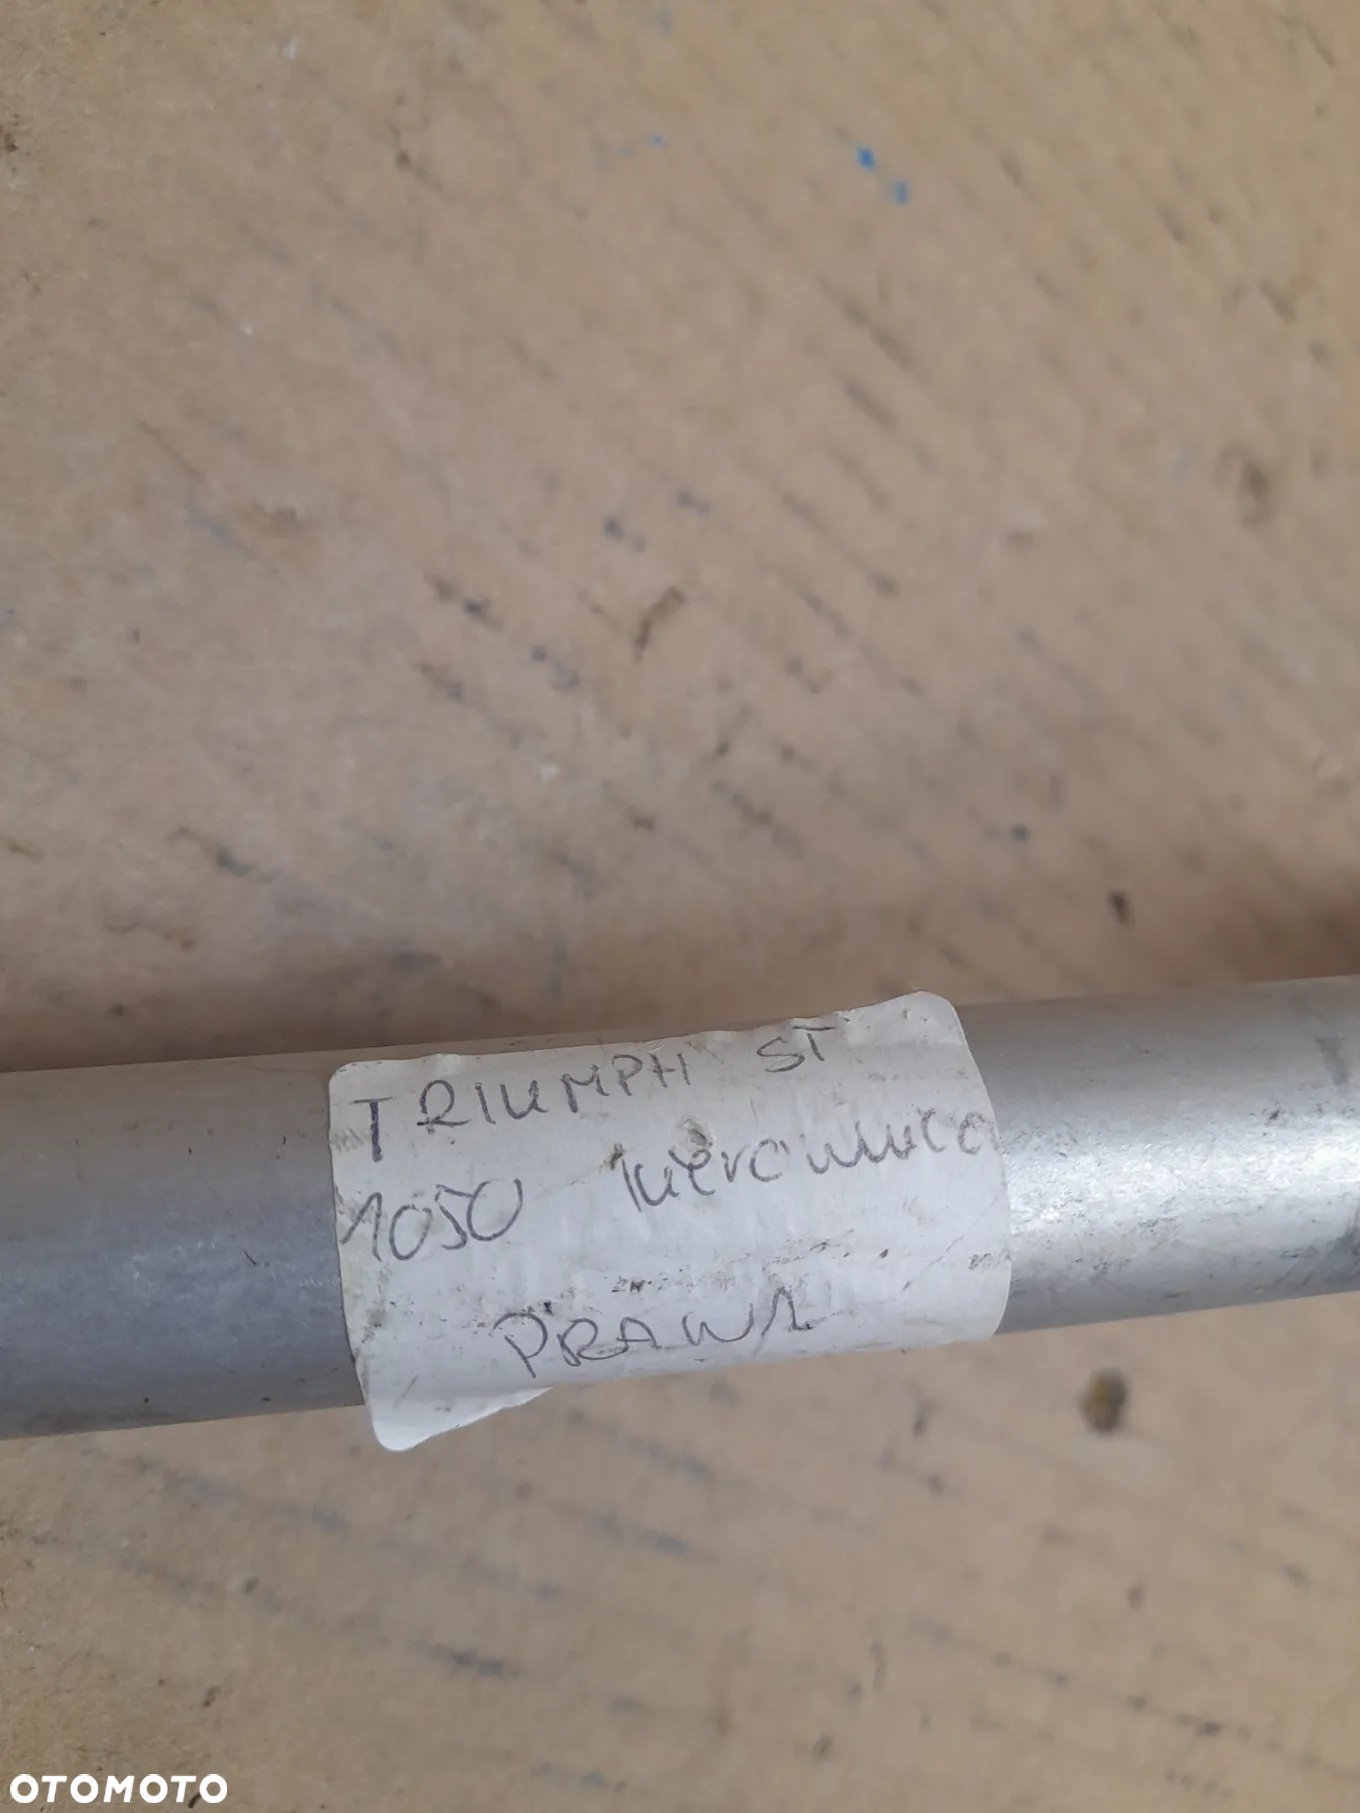 TRIUMPH ST
1050 kierownica
PRAWA
OTOMOTO